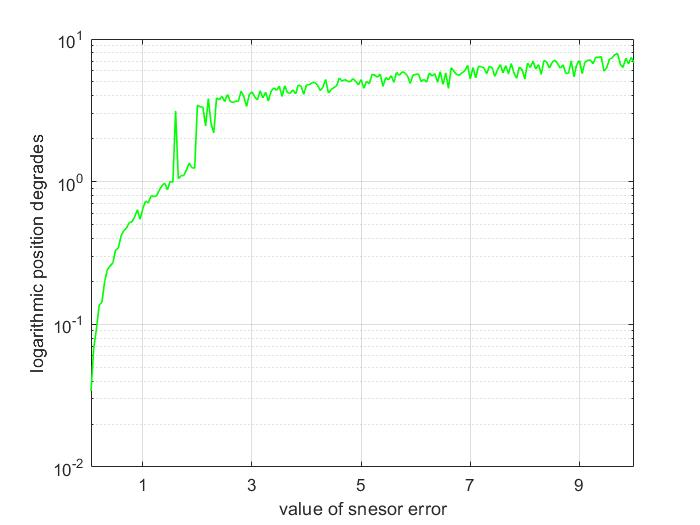 10^1
10^0
10^-1
10^-2
logarithmic position degrades
1 3 5 7 9
value of snesor error